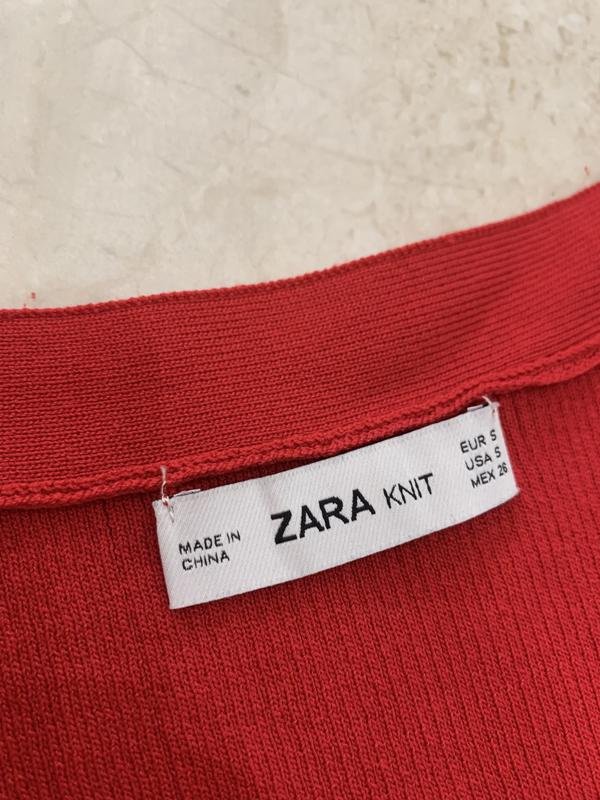 MADE IN
CHINA
ZARA KNIT
EUR S
USA S
MEX 26